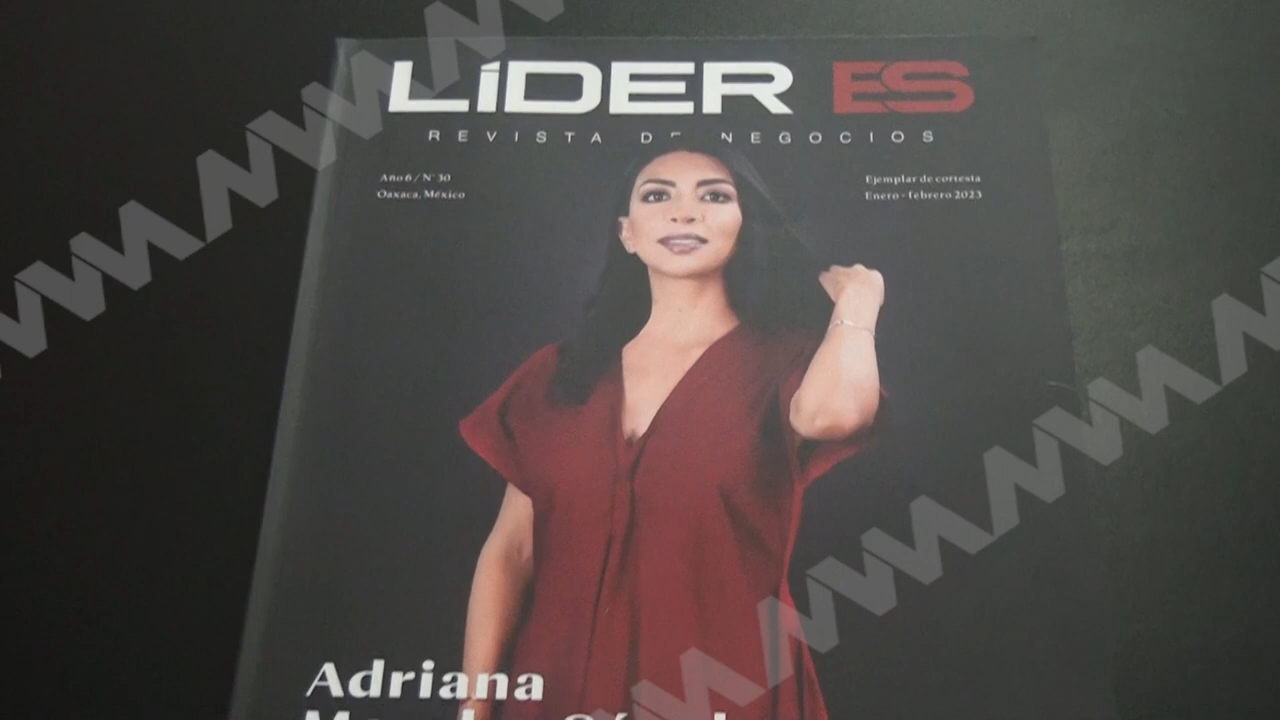 LíDER ES
REVISTA DE NEGOCIOS
Año 6 / N° 30
Oaxaca, México
Ejemplar de cortesía
Enero - febrero 2023
Adriana